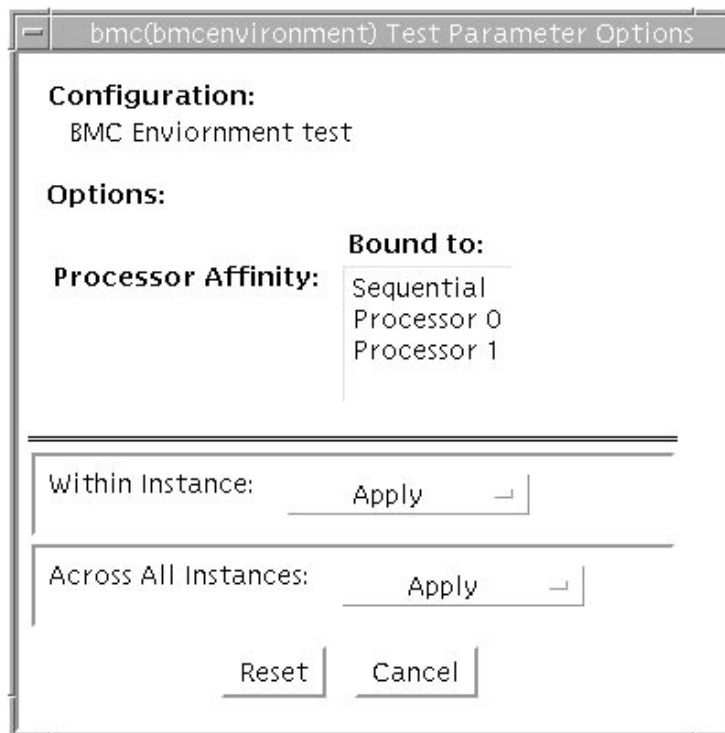 bmc(bmcenvironment) Test Parameter Options
Configuration:
BMC Enviornment test
Options:
Bound to:
Processor Affinity:
Sequential
Processor 0
Processor 1
Within Instance: Apply
Across All Instances: Apply
Reset Cancel